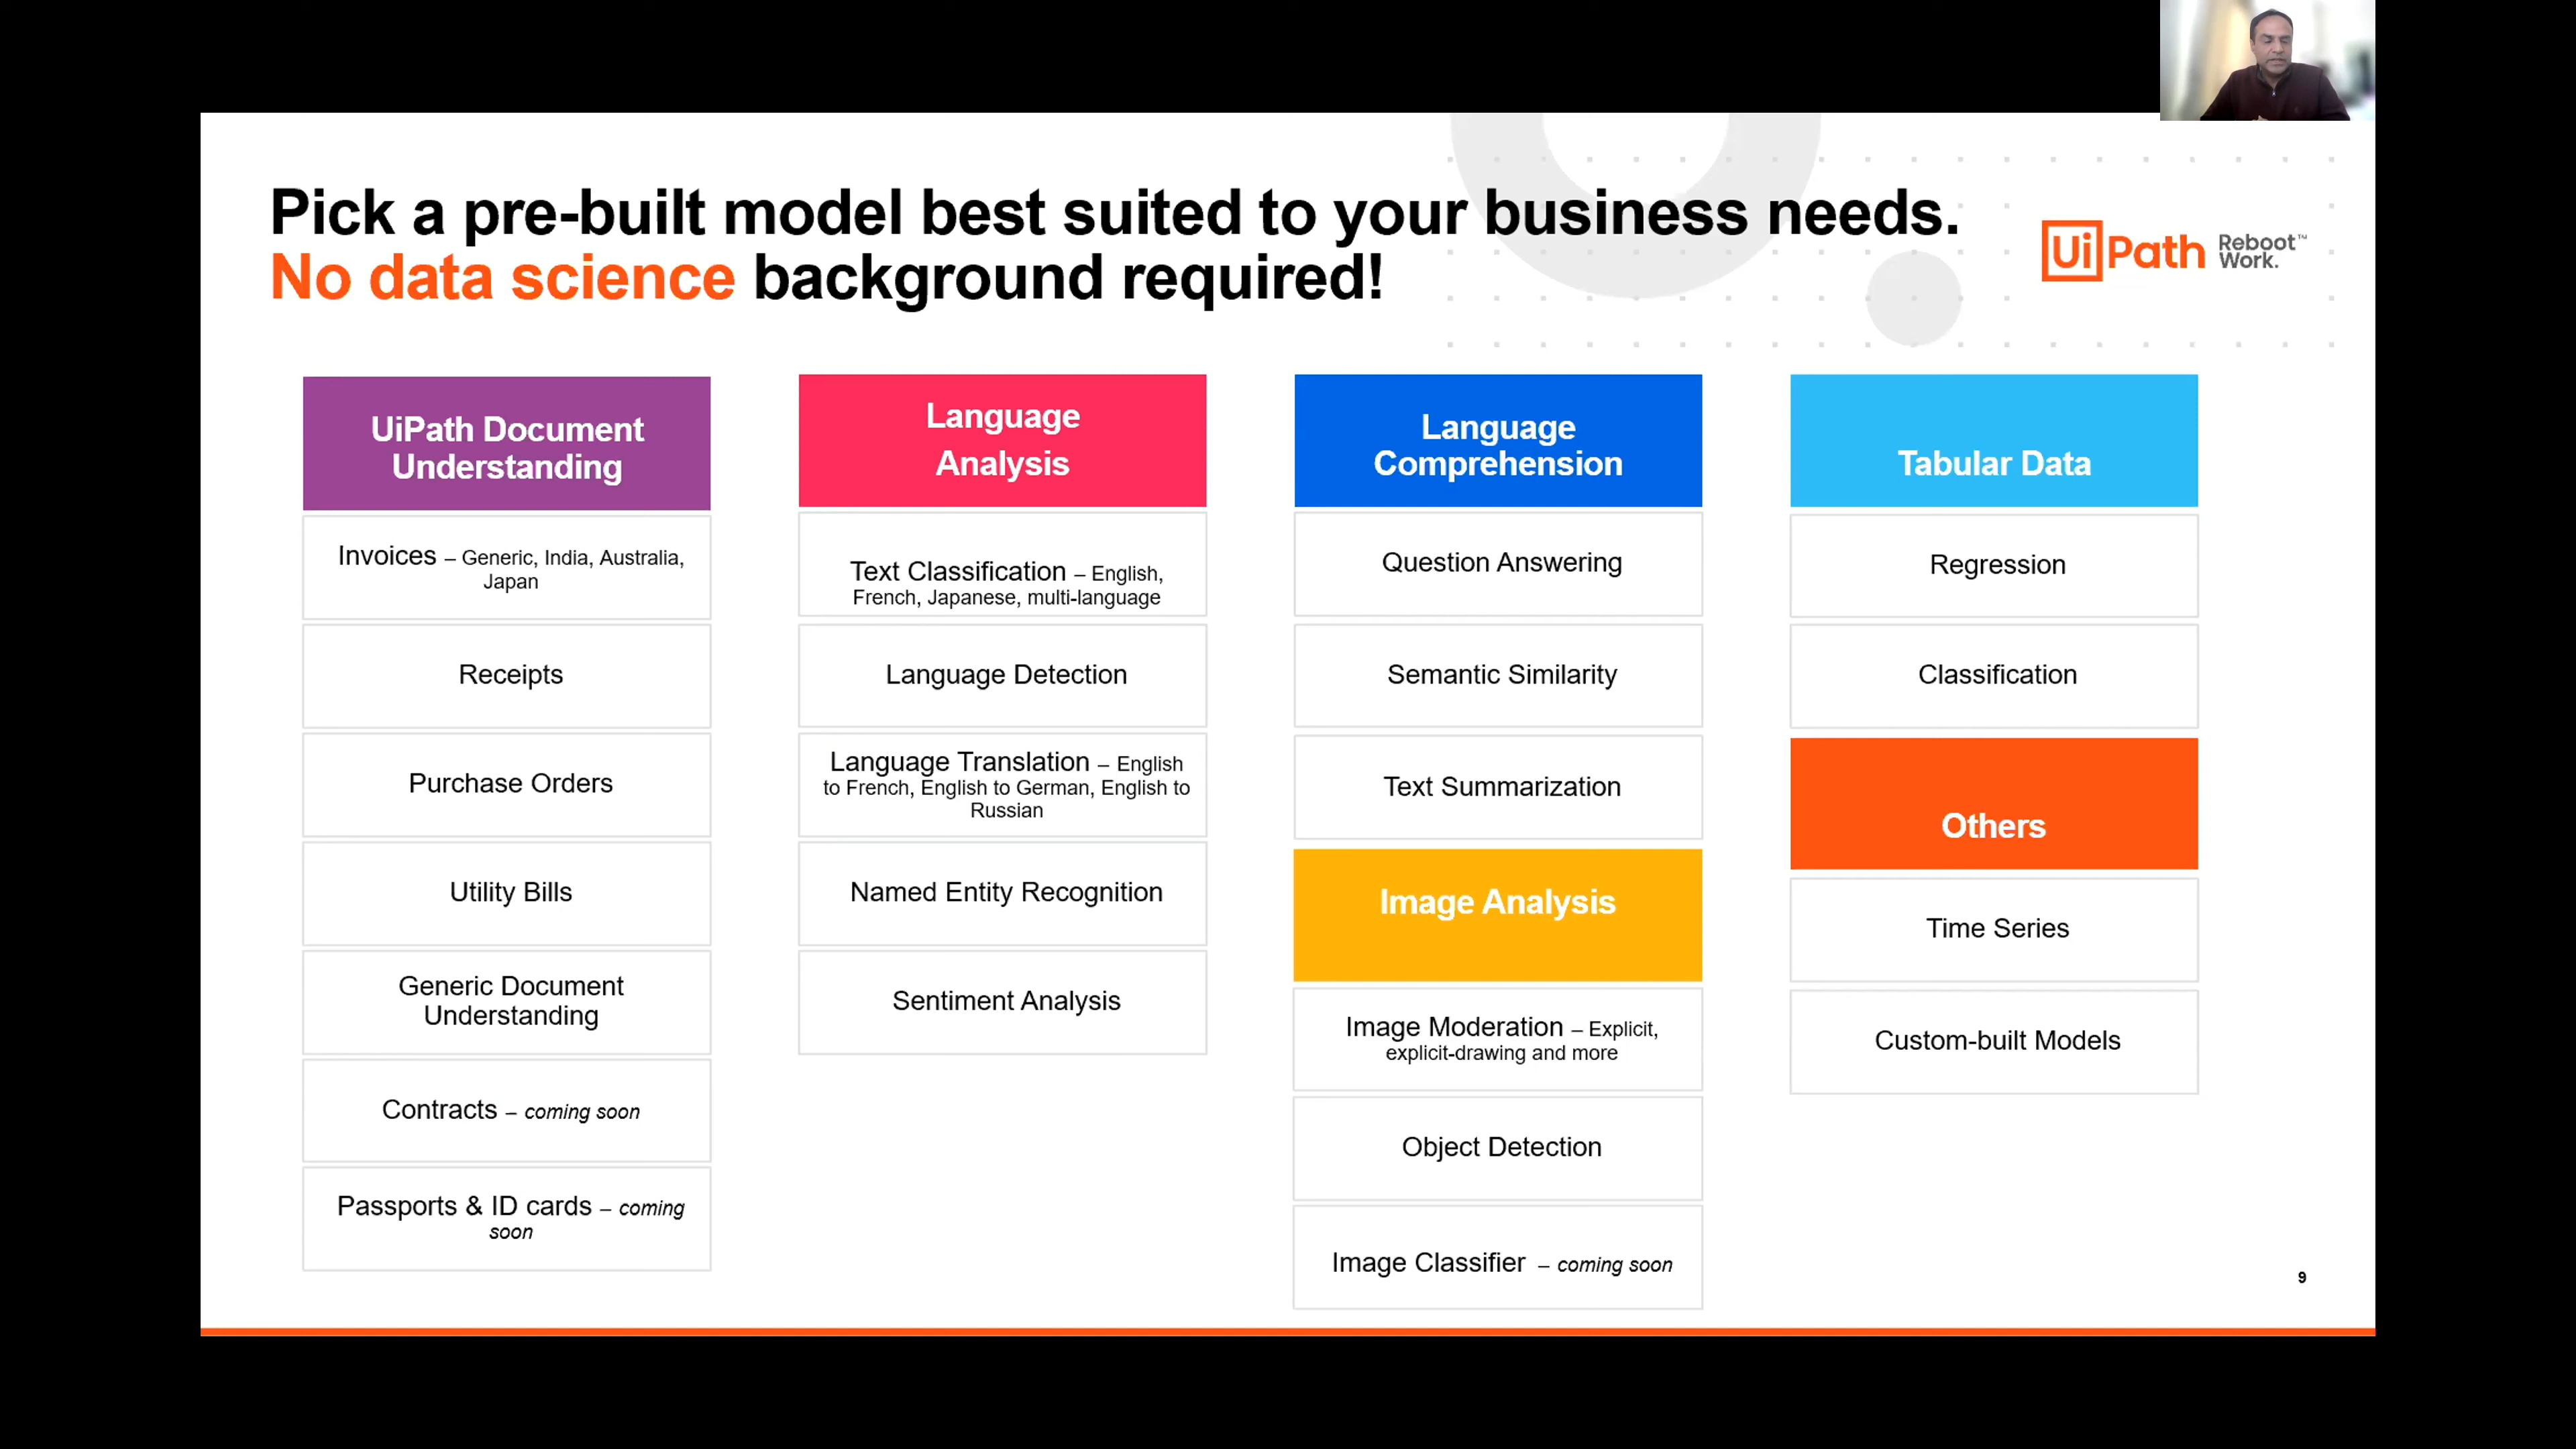 Pick a pre-built model best suited to your business needs.
No data science background required!
UiPath Reboot™
Work.
UiPath Document
Understanding
Invoices – Generic, India, Australia,
Japan
Receipts
Purchase Orders
Utility Bills
Generic Document
Understanding
Contracts – coming soon
Passports & ID cards – coming
soon
Language
Analysis
Text Classification – English,
French, Japanese, multi-language
Language Detection
Language Translation – English
to French, English to German, English to
Russian
Named Entity Recognition
Sentiment Analysis
Language
Comprehension
Question Answering
Semantic Similarity
Text Summarization
Image Analysis
Image Moderation – Explicit,
explicit-drawing and more
Object Detection
Image Classifier – coming soon
Tabular Data
Regression
Classification
Others
Time Series
Custom-built Models
9